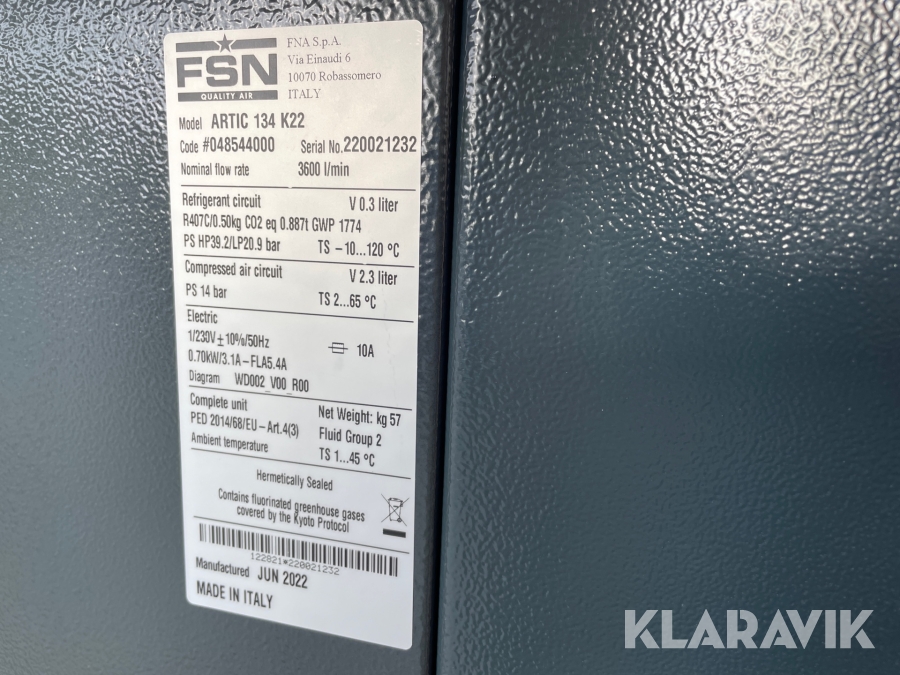 FSN
QUALITY AIR
FNA S.p.A.
Via Einaudi 6
10070 Robassomero
ITALY
Model ARTIC 134 K22
Code #048544000 Serial No.220021232
Nominal flow rate 3600 l/min
Refrigerant circuit V 0.3 liter
R407C/0.50kg CO2 eq 0.887t GWP 1774
PS HP39.2/LP20.9 bar TS -10...120 °C
Compressed air circuit V 2.3 liter
PS 14 bar TS 2...65 °C
Electric
1/230V±10%/50Hz 10A
0.70kW/3.1A-FLA5.4A
Diagram WD002_V00_R00
Complete unit Net Weight: kg 57
PED 2014/68/EU-Art.4(3) Fluid Group 2
Ambient temperature TS 1...45 °C
Hermetically Sealed
Contains fluorinated greenhouse gases
covered by the Kyoto Protocol
122821*220021232
Manufactured JUN 2022
MADE IN ITALY
KLARAVIK